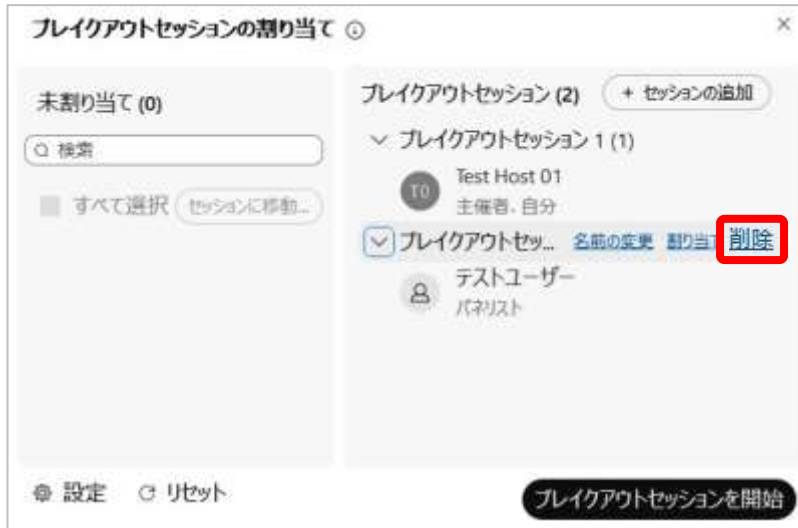 ブレイクアウトセッションの割り当て
未割り当て (0)
検索
すべて選択 セッションに移動...
ブレイクアウトセッション (2) + セッションの追加
ブレイクアウトセッション 1 (1)
TO Test Host 01
主催者、自分
ブレイクアウトセッ... 名前の変更 割り当て 削除
テストユーザー
パネリスト
設定 リセット
ブレイクアウトセッションを開始